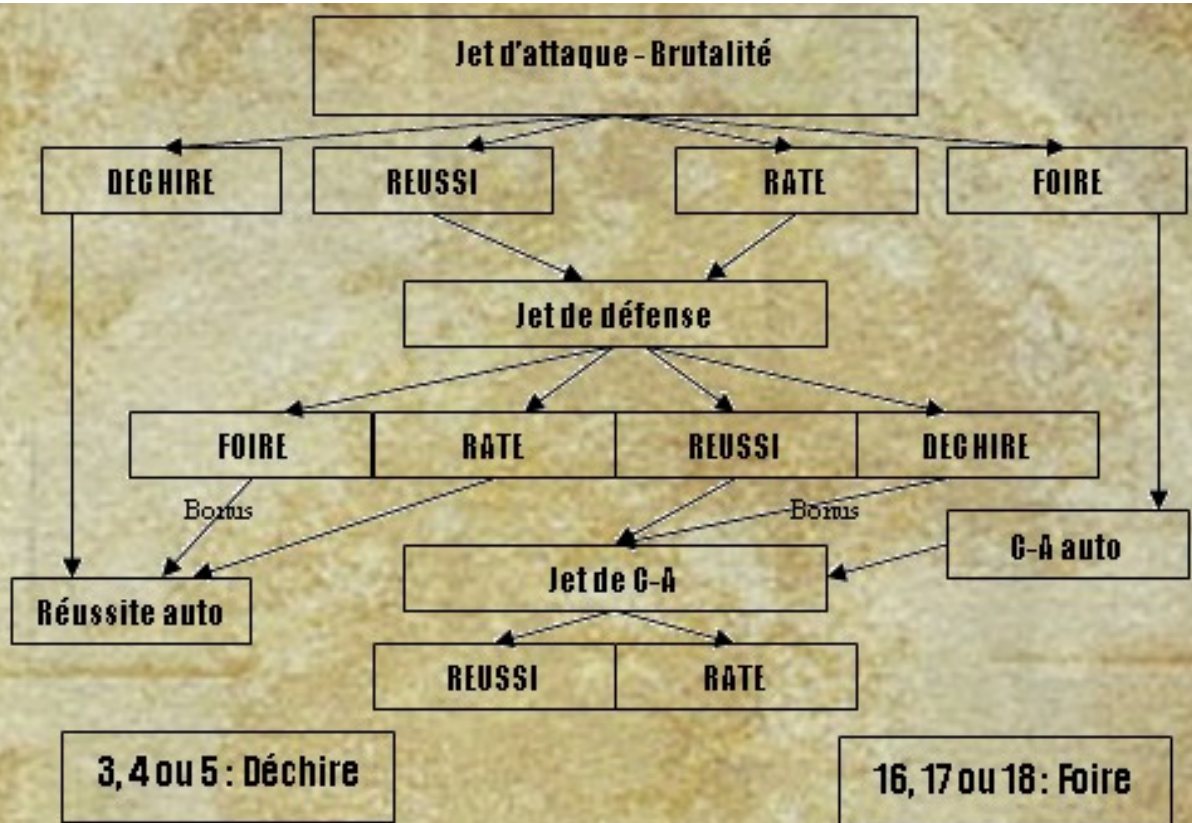 Jet d'attaque - Brutalité
DECHIRE
REUSSI
RATE
FOIRE
Jet de défense
FOIRE
RATE
REUSSI
DECHIRE
Bonus
Bonus
C-A auto
Jet de C-A
Réussite auto
REUSSI
RATE
3, 4 ou 5 : Déchire
16, 17 ou 18 : Foire